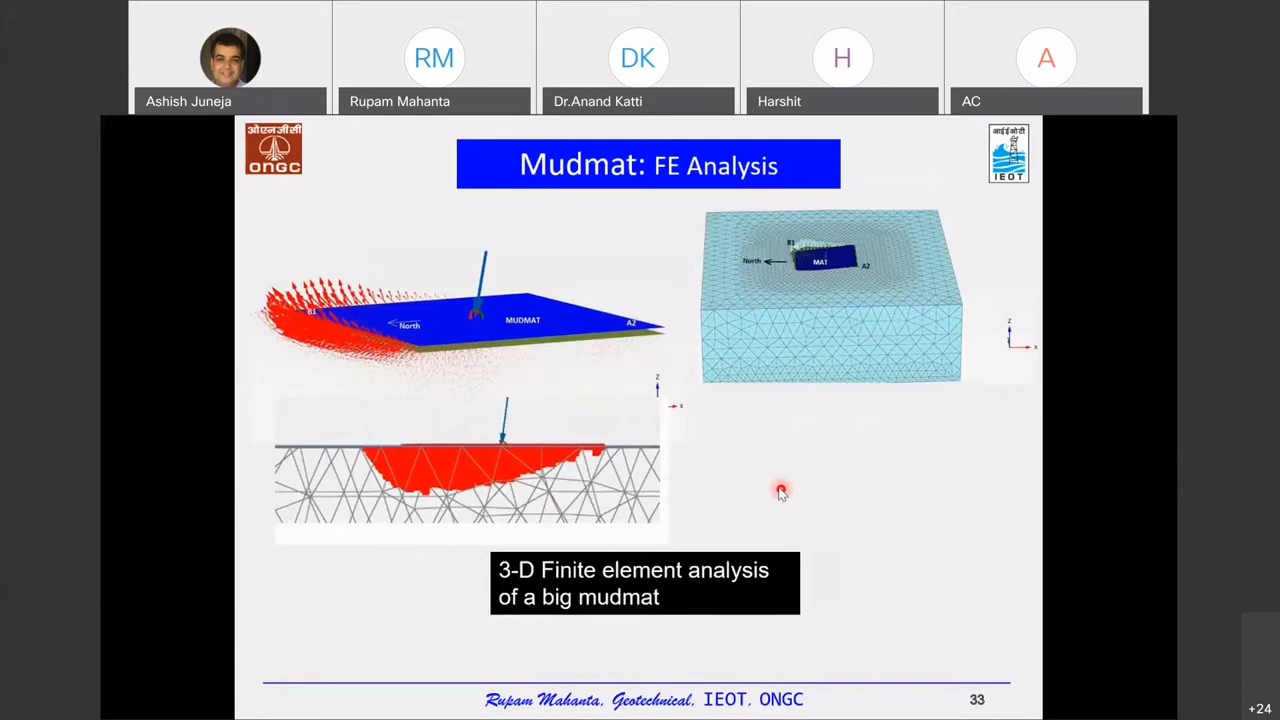 RM
DK
H
A
Ashish Juneja
Rupam Mahanta
Dr.Anand Katti
Harshit
AC
ओएनजीसी
ONGC
Mudmat: FE Analysis
आईईओटी
IEOT
B1
North
MUDMAT
A2
Z
x
B1
North
MAT
A2
Z
x
3-D Finite element analysis
of a big mudmat
Rupam Mahanta, Geotechnical, IEOT, ONGC
33
+24